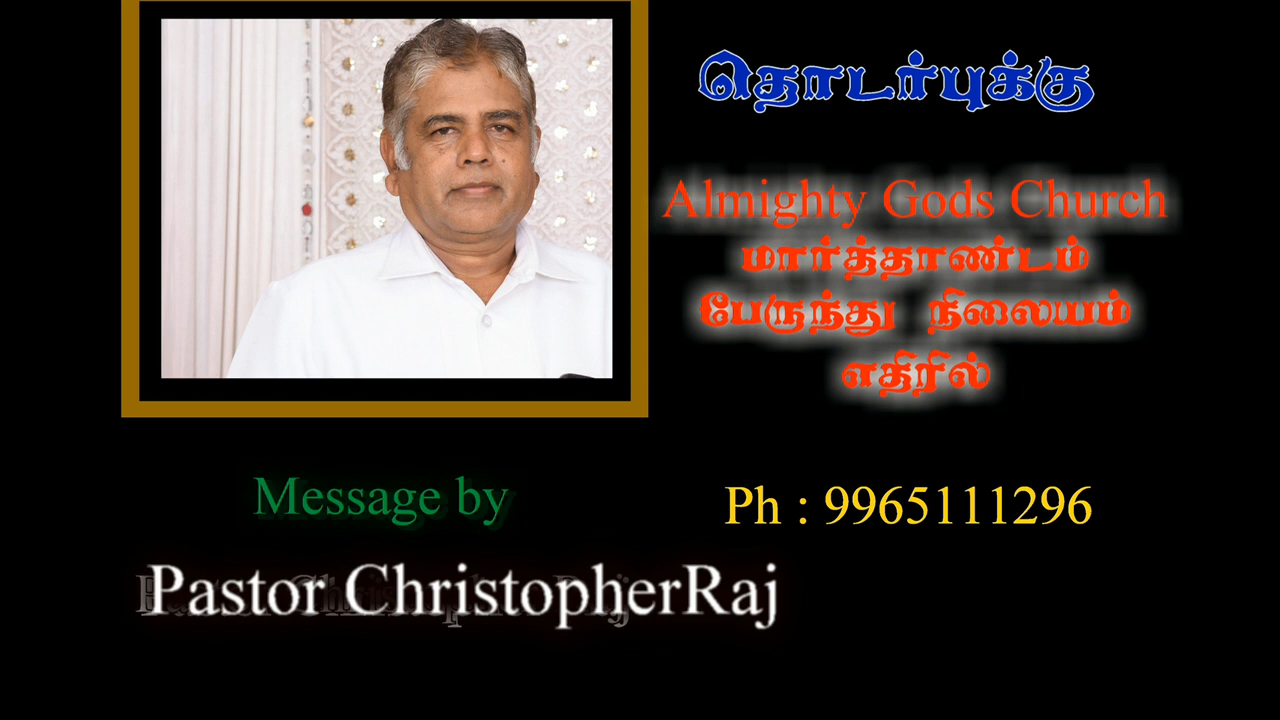 தொடர்புக்கு
Almighty Gods Church
மார்த்தாண்டம்
பேருந்து நிலையம்
எதிரில்
Message by
Ph : 9965111296
Pastor ChristopherRaj